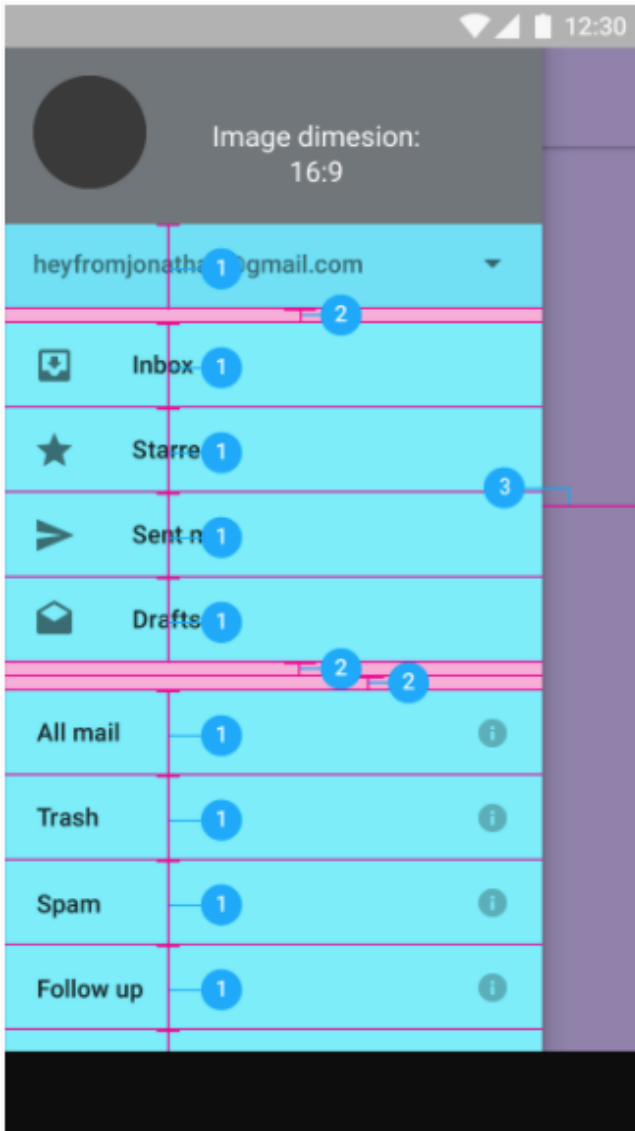 12:30
Image dimesion:
16:9
heyfromjonatha @gmail.com
1
2
Inbox
1
Starre
1
3
Sent m
1
Drafts
1
2
2
All mail
1
Trash
1
Spam
1
Follow up
1